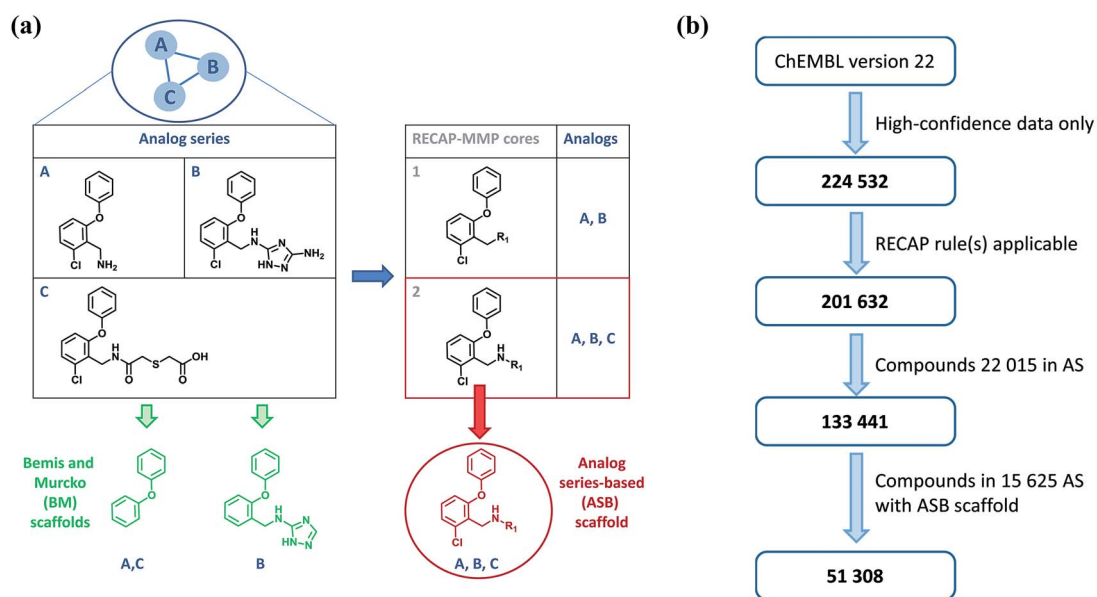 (a)
A
B
C
Analog series
A
O
Cl
NH2
B
O
H
N
N
NH2
Cl
HN
N
C
O
H
N
S
OH
Cl
O
O
RECAP-MMP cores
Analogs
1
O
R1
Cl
A, B
2
O
H
N
R1
Cl
A, B, C
Bemis and
Murcko
(BM)
scaffolds
O
A,C
O
H
N
N
HN
N
B
O
H
N
R1
Cl
A, B, C
Analog
series-based
(ASB)
scaffold
(b)
ChEMBL version 22
High-confidence data only
224 532
RECAP rule(s) applicable
201 632
Compounds 22 015 in AS
133 441
Compounds in 15 625 AS
with ASB scaffold
51 308